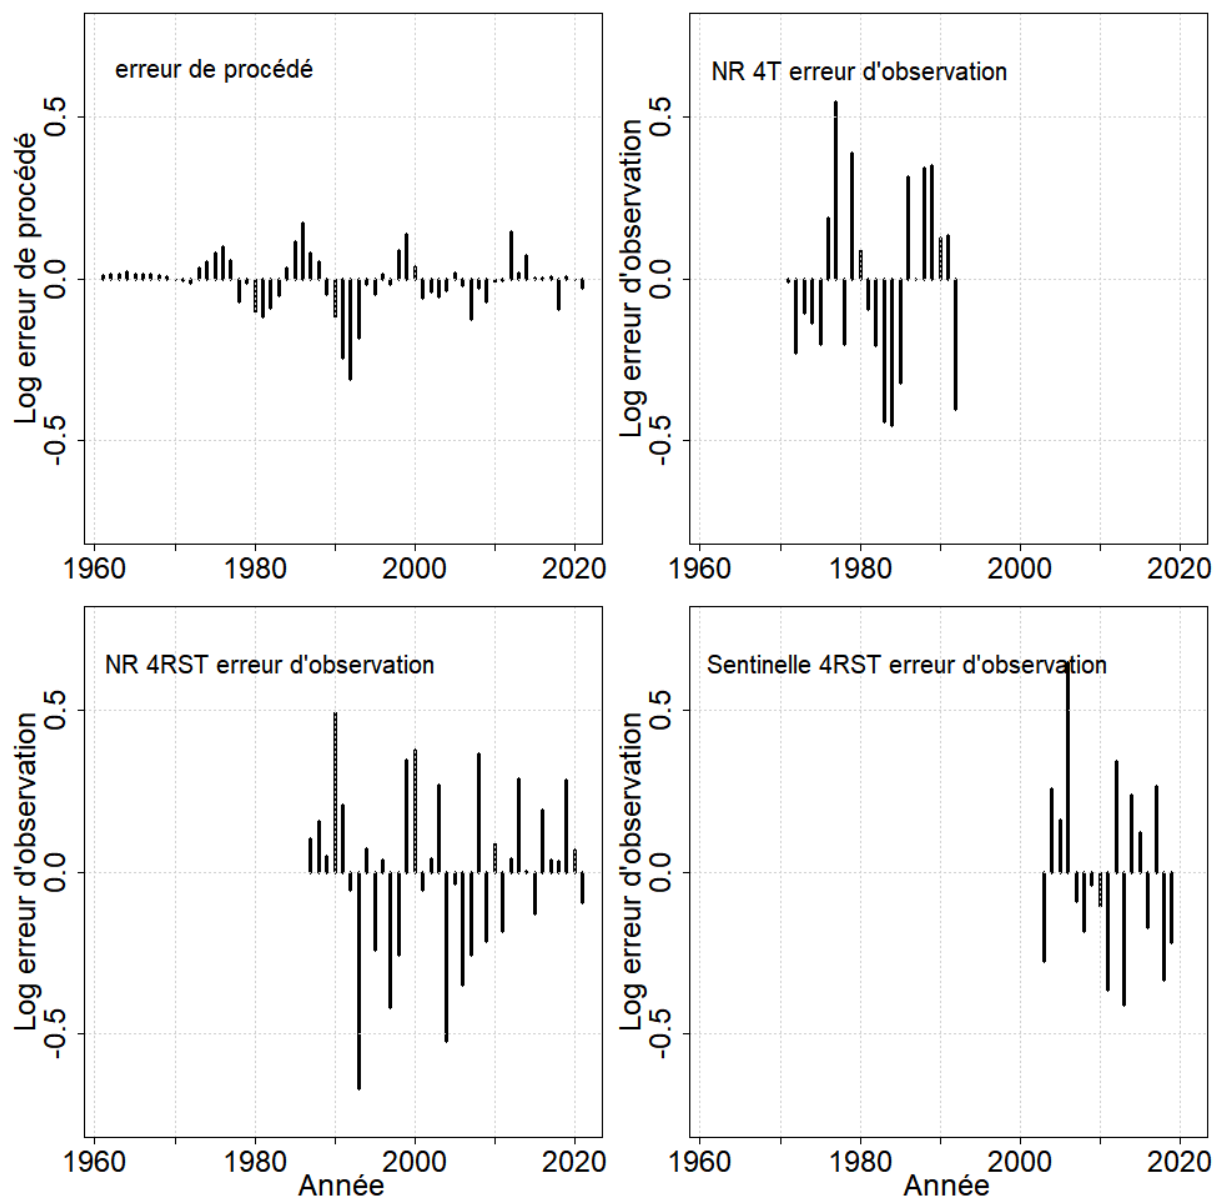 erreur de procédé
Log erreur de procédé
0.5
0.0
-0.5
1960 1980 2000 2020
NR 4T erreur d'observation
Log erreur d'observation
0.5
0.0
-0.5
1960 1980 2000 2020
NR 4RST erreur d'observation
Log erreur d'observation
0.5
0.0
-0.5
1960 1980 2000 2020
Année
Sentinelle 4RST erreur d'observation
Log erreur d'observation
0.5
0.0
-0.5
1960 1980 2000 2020
Année